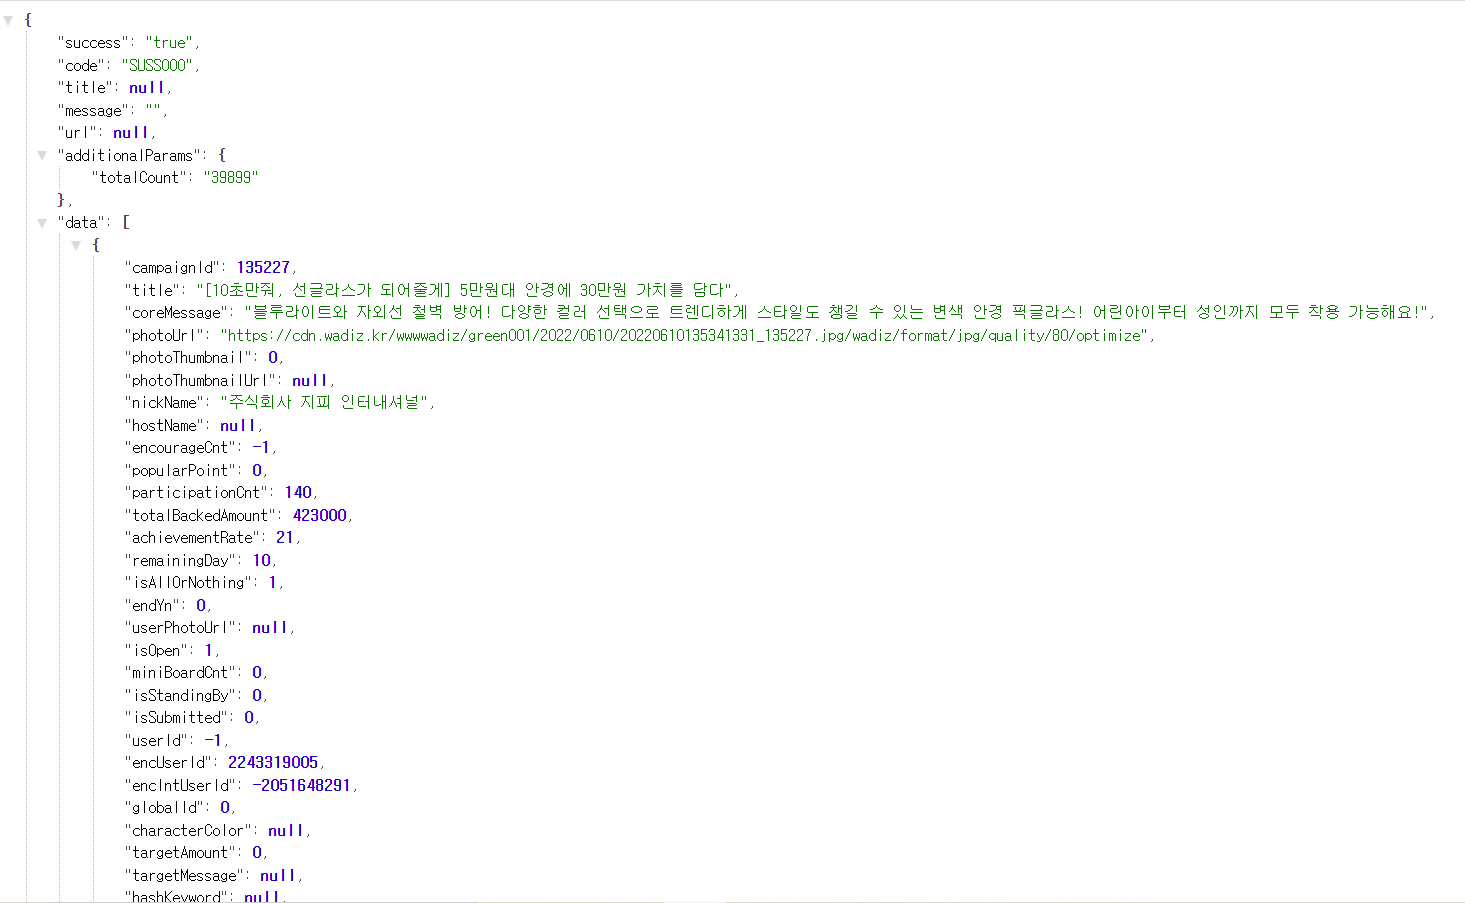 {
"success": "true",
"code": "SUSS000",
"title": null,
"message": "",
"url": null,
"additionalParams": {
"totalCount": "39899"
},
"data": [
{
"campaignId": 135227,
"title": "[10초만줘, 선글라스가 되어줄게] 5만원대 안경에 30만원 가치를 담다",
"coreMessage": "블루라이트와 자외선 철벽 방어! 다양한 컬러 선택으로 트렌디하게 스타일도 챙길 수 있는 변색 안경 픽글라스! 어린아이부터 성인까지 모두 착용 가능해요!",
"photoUrl": "https://cdn.wadiz.kr/wwwwadiz/green001/2022/0610/20220610135341331_135227.jpg/wadiz/format/jpg/quality/80/optimize",
"photoThumbnail": 0,
"photoThumbnailUrl": null,
"nickName": "주식회사 지피 인터내셔널",
"hostName": null,
"encourageCnt": -1,
"popularPoint": 0,
"participationCnt": 140,
"totalBackedAmount": 423000,
"achievementRate": 21,
"remainingDay": 10,
"isAllOrNothing": 1,
"endYn": 0,
"userPhotoUrl": null,
"isOpen": 1,
"miniBoardCnt": 0,
"isStandingBy": 0,
"isSubmitted": 0,
"userId": -1,
"encUserId": 2243319005,
"encIntUserId": -2051648291,
"globalId": 0,
"characterColor": null,
"targetAmount": 0,
"targetMessage": null,
"hashKeyword": null,